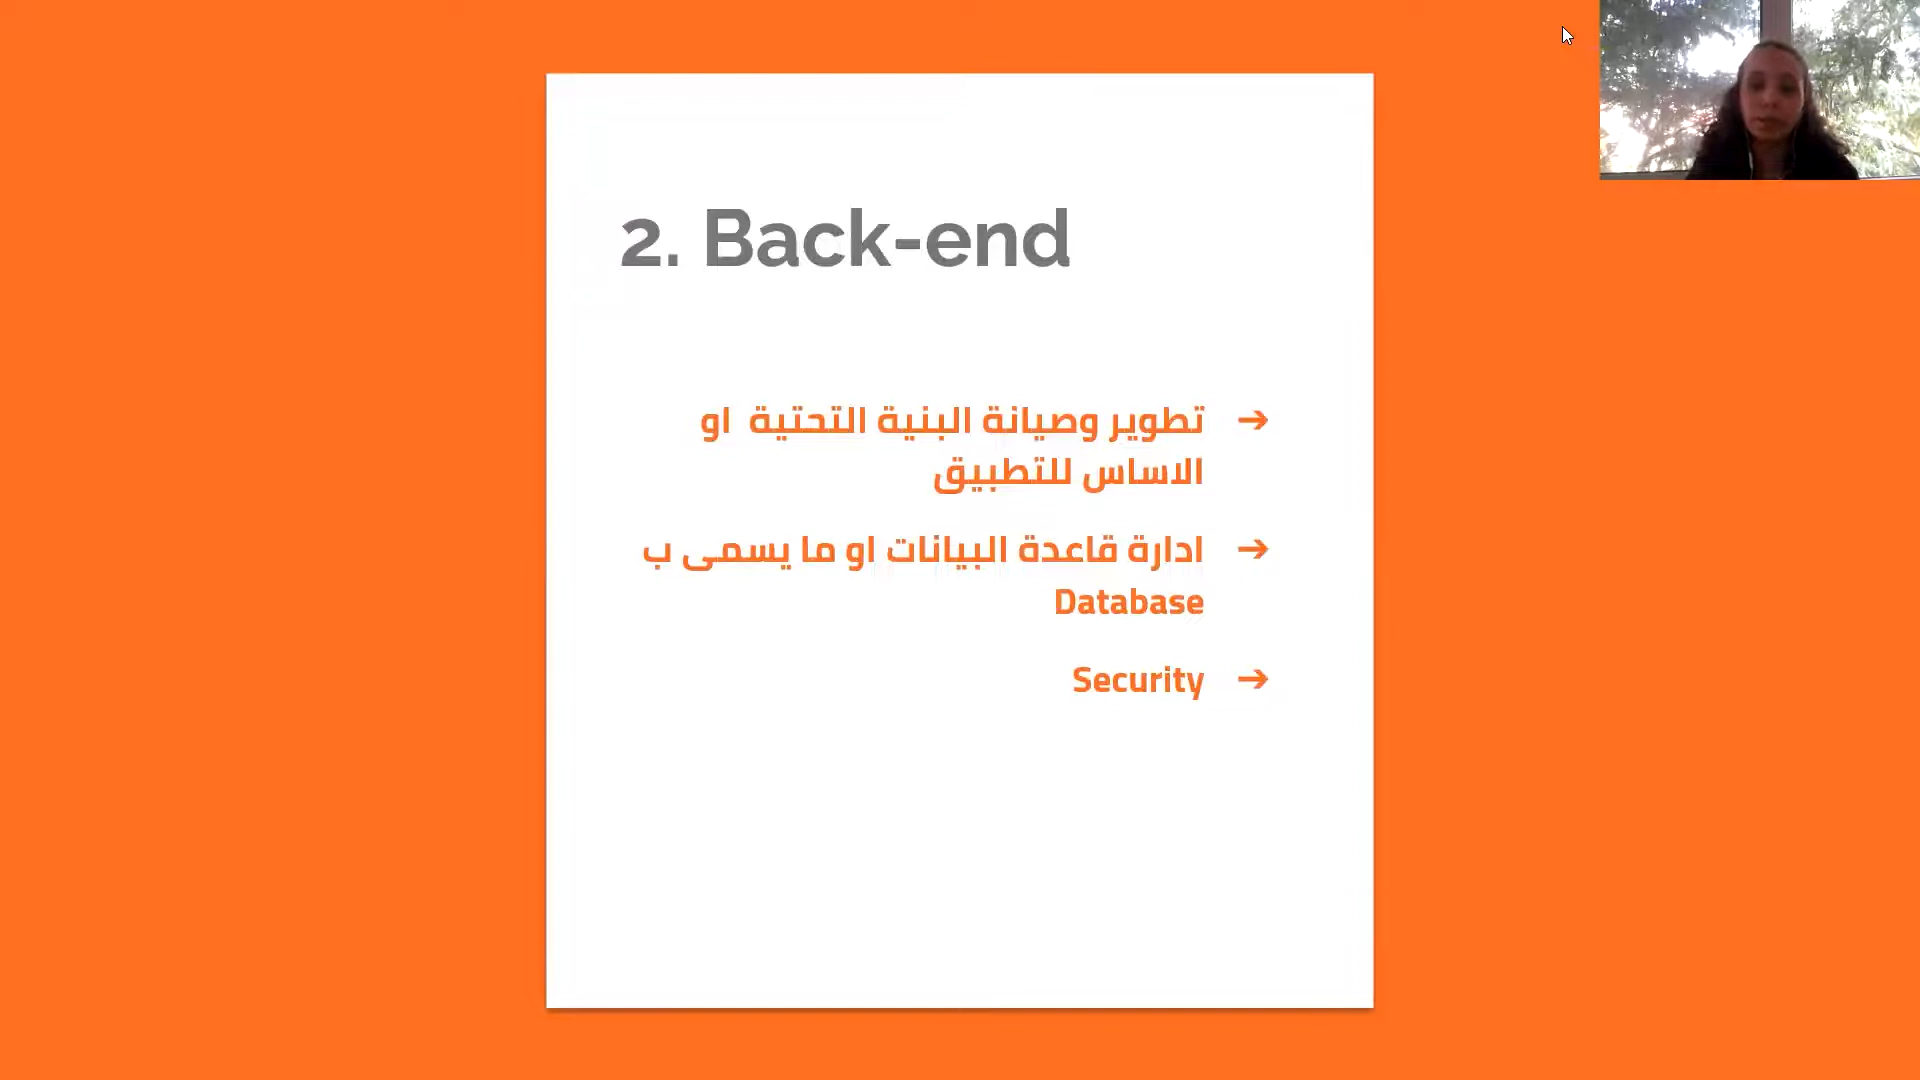 2. Back-end
➔ تطوير وصيانة البنية التحتية او
الاساس للتطبيق
➔ ادارة قاعدة البيانات او ما يسمى ب
Database
➔ Security